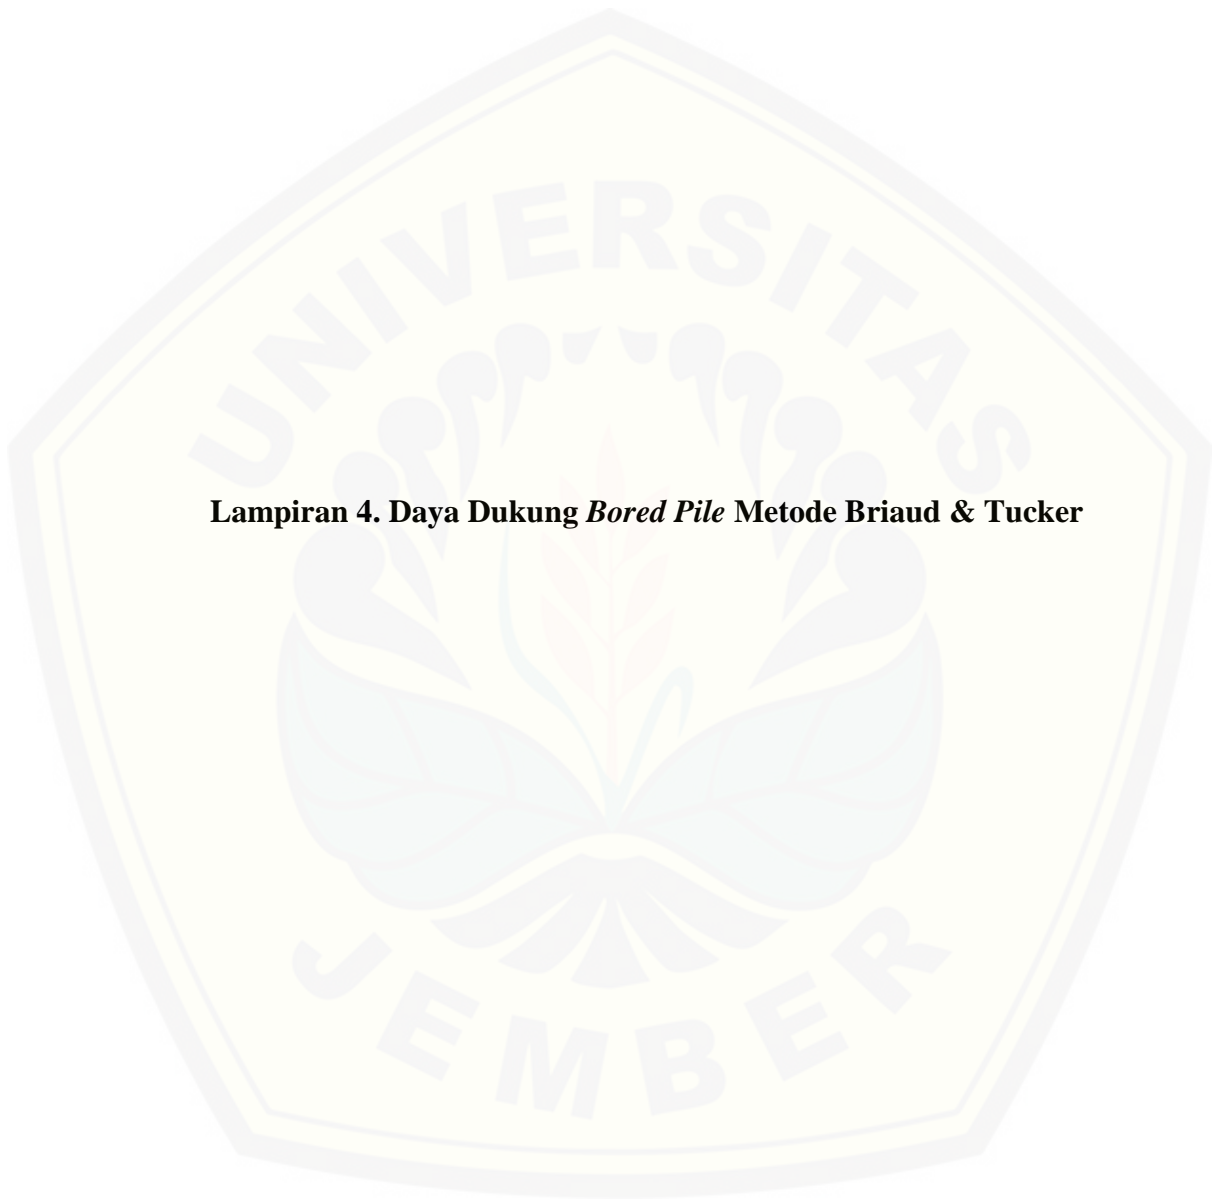 UNIVERSITAS
Lampiran 4. Daya Dukung Bored Pile Metode Briaud & Tucker
JEMBER